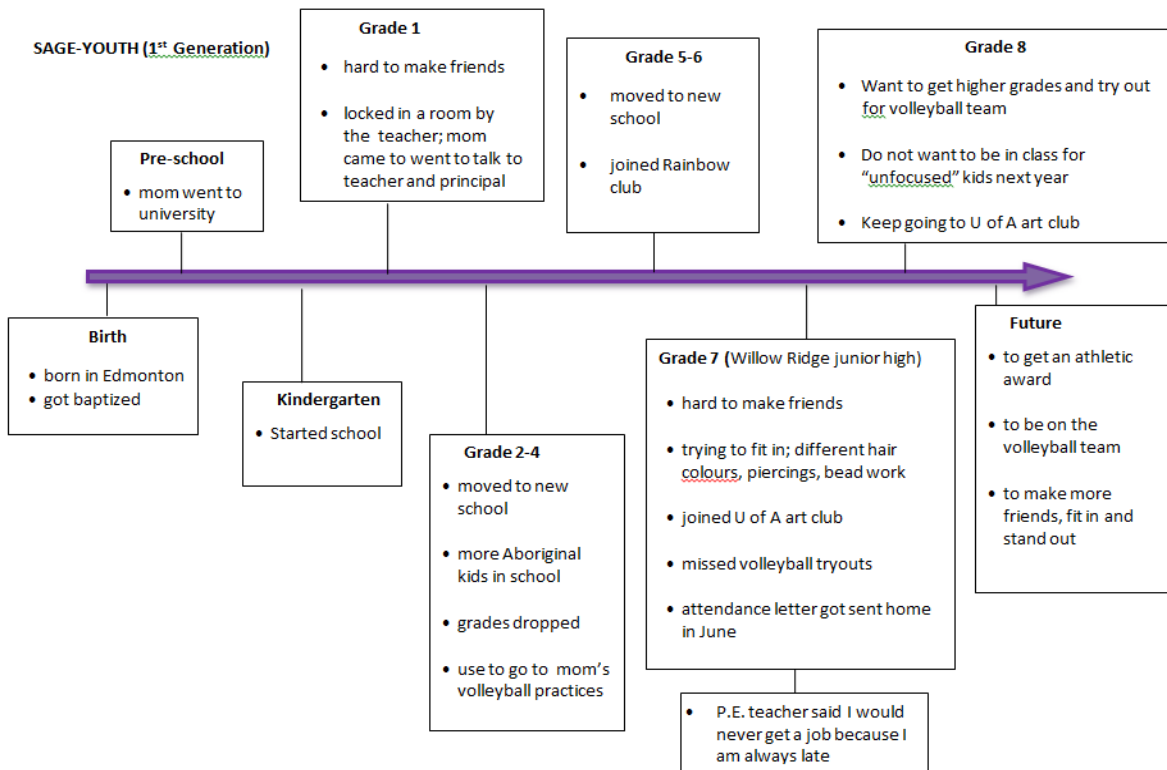 SAGE-YOUTH (1st Generation)
Birth
• born in Edmonton
• got baptized
Pre-school
• mom went to
university
Kindergarten
• Started school
Grade 1
• hard to make friends
• locked in a room by
the teacher; mom
came to went to talk to
teacher and principal
Grade 2-4
• moved to new
school
• more Aboriginal
kids in school
• grades dropped
• use to go to mom's
volleyball practices
Grade 5-6
• moved to new
school
• joined Rainbow
club
Grade 7 (Willow Ridge junior high)
• hard to make friends
• trying to fit in; different hair
colours, piercings, bead work
• joined U of A art club
• missed volleyball tryouts
• attendance letter got sent home
in June
• P.E. teacher said I would
never get a job because I
am always late
Grade 8
• Want to get higher grades and try out
for volleyball team
• Do not want to be in class for
“unfocused” kids next year
• Keep going to U of A art club
Future
• to get an athletic
award
• to be on the
volleyball team
• to make more
friends, fit in and
stand out